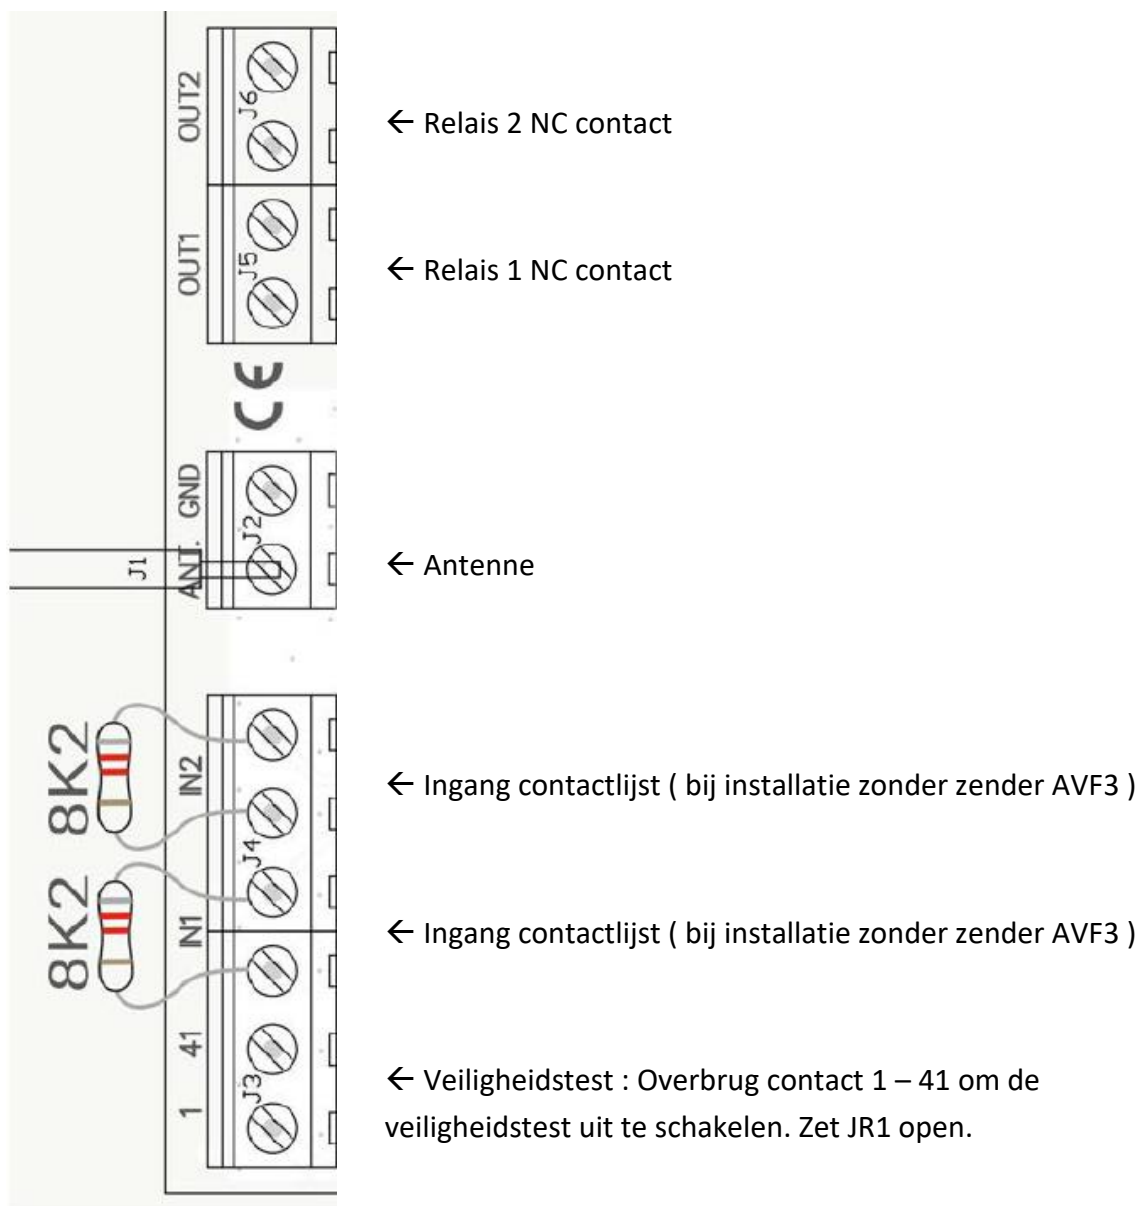 OUT2
J6
← Relais 2 NC contact
OUT1
J5
← Relais 1 NC contact
CE
GND
J2
J1
ANT.
← Antenne
8K2
IN2
← Ingang contactlijst ( bij installatie zonder zender AVF3 )
J4
8K2
IN1
← Ingang contactlijst ( bij installatie zonder zender AVF3 )
41
← Veiligheidstest : Overbrug contact 1 – 41 om de
J3
1
veiligheidstest uit te schakelen. Zet JR1 open.